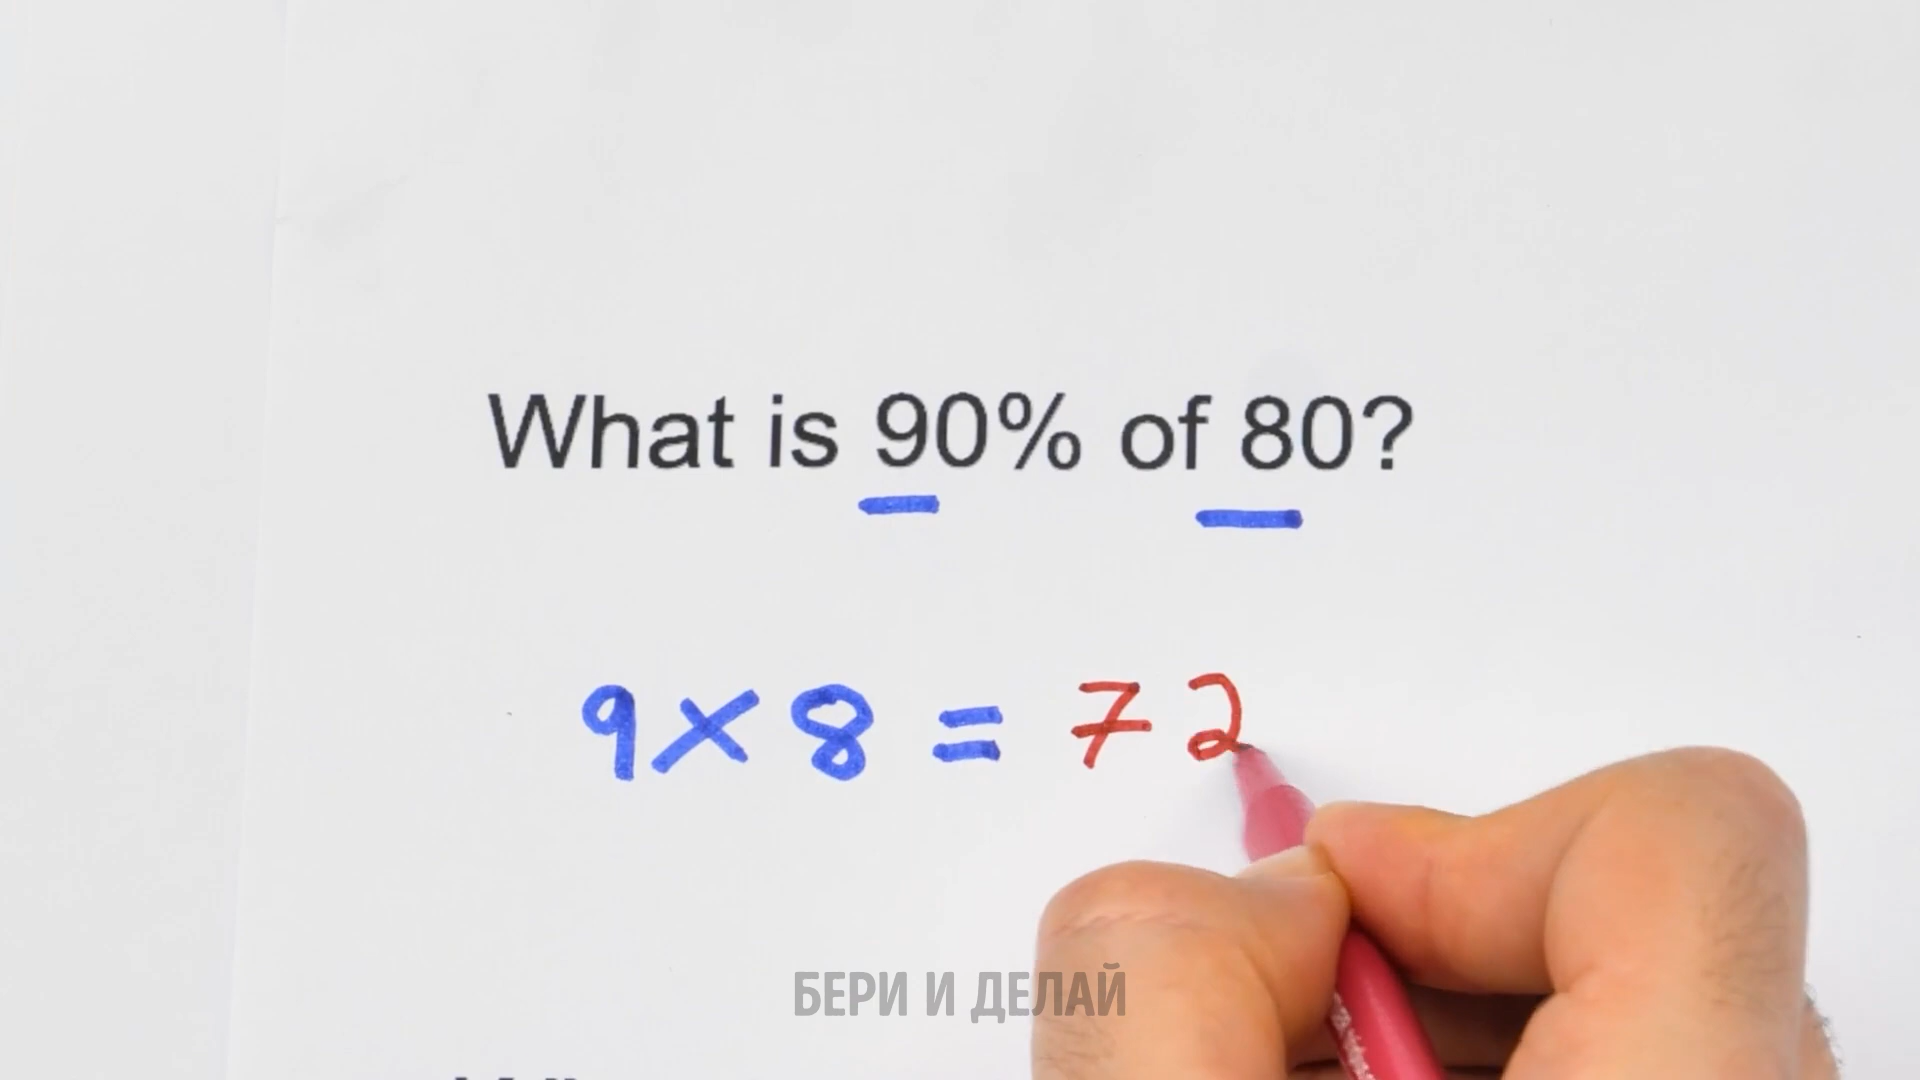 What is 90% of 80?
9 × 8 = 72
БЕРИ И ДЕЛАЙ